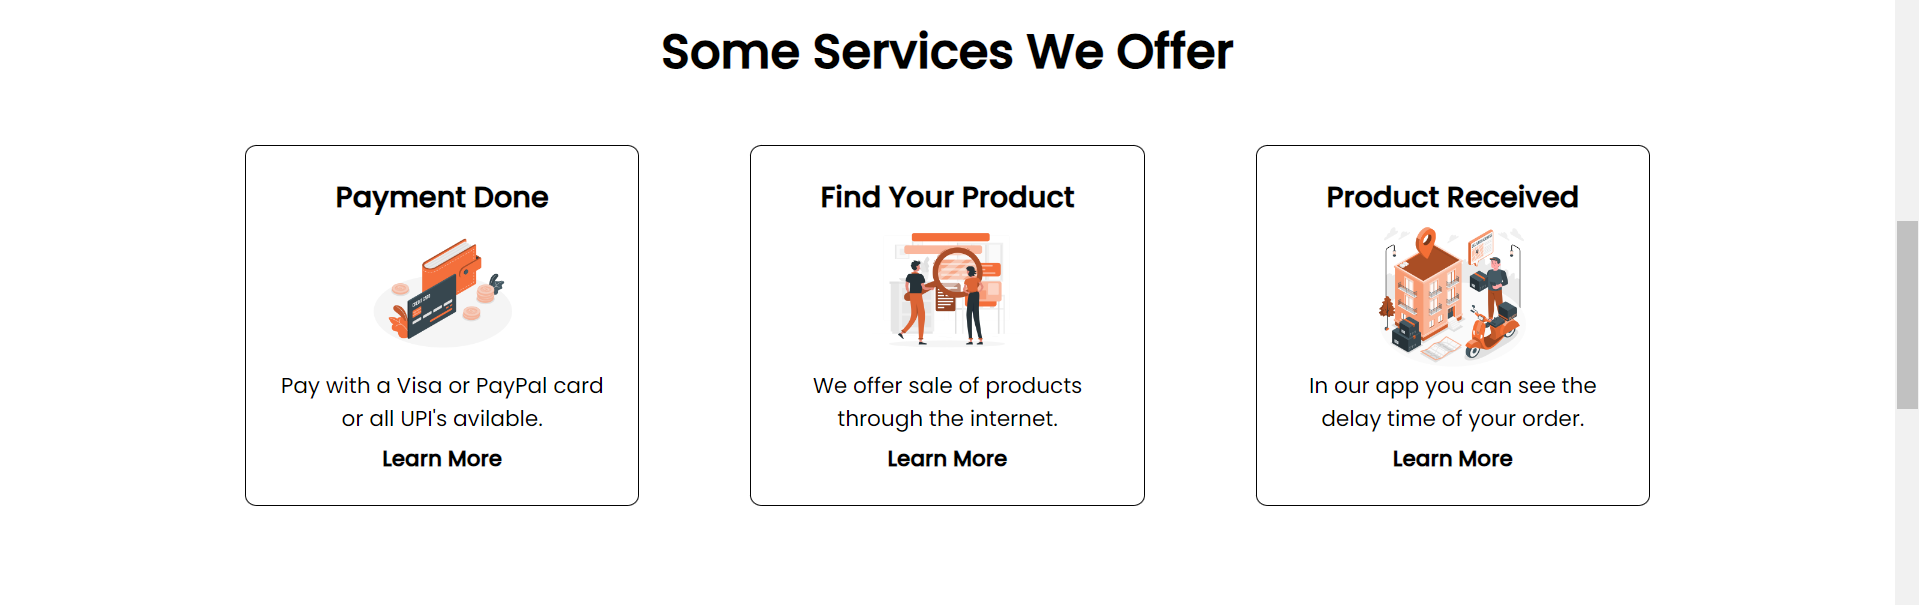 Some Services We Offer
Payment Done
Pay with a Visa or PayPal card
or all UPI's avilable.
Learn More
Find Your Product
We offer sale of products
through the internet.
Learn More
Product Received
In our app you can see the
delay time of your order.
Learn More